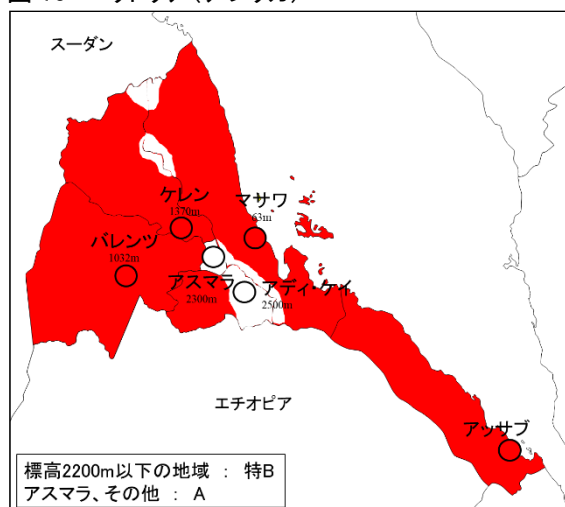 スーダン
ケレン
1370m
マサワ
63m
バレンツ
1032m
アスマラ
2300m
アディ・ケイ
2500m
エチオピア
アッサブ
標高2200m以下の地域 : 特B
アスマラ、その他 : A